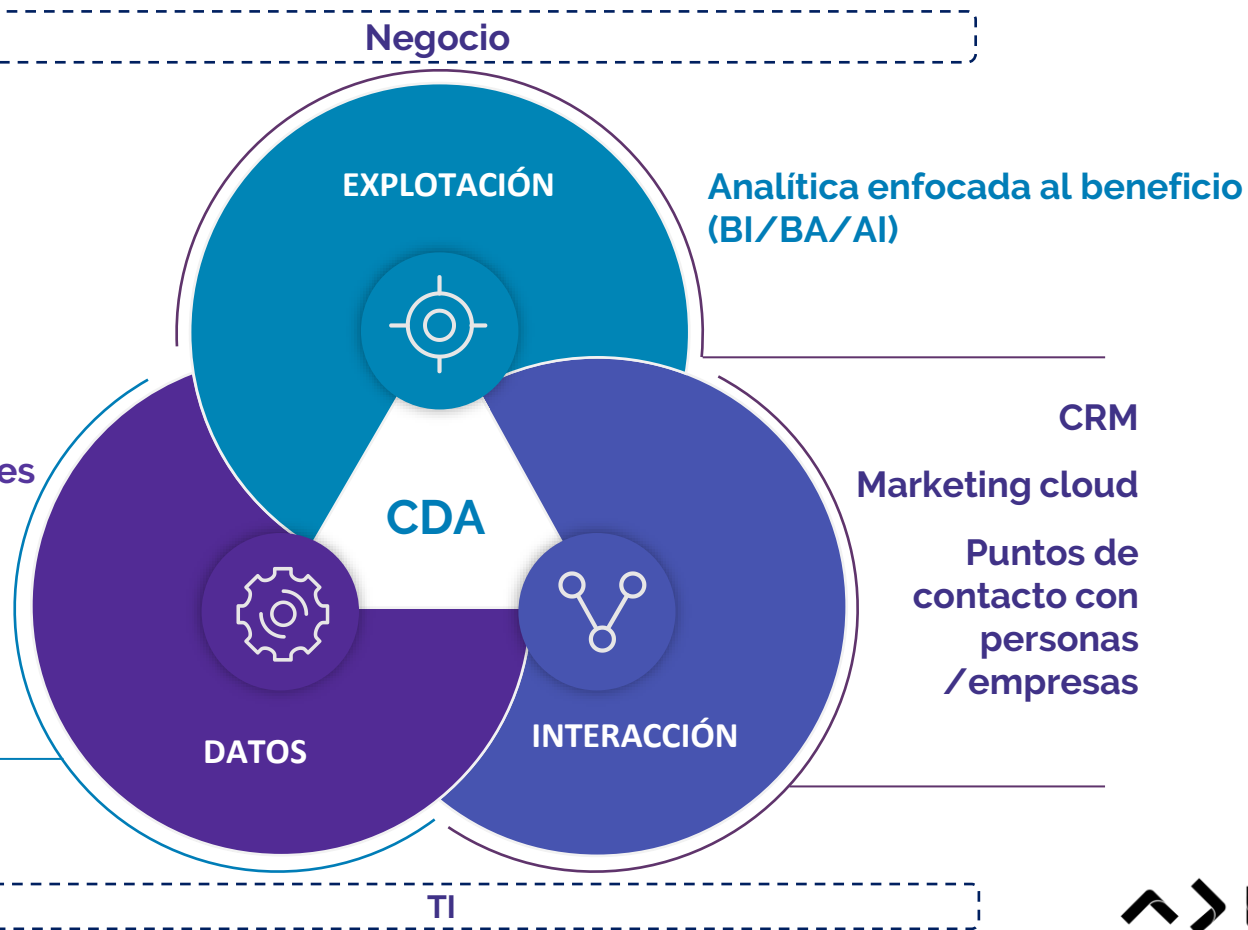 Negocio
EXPLOTACIÓN
Analítica enfocada al beneficio
(BI/BA/AI)
CRM
Marketing cloud
Puntos de
contacto con
personas
/empresas
es
CDA
INTERACCIÓN
DATOS
TI